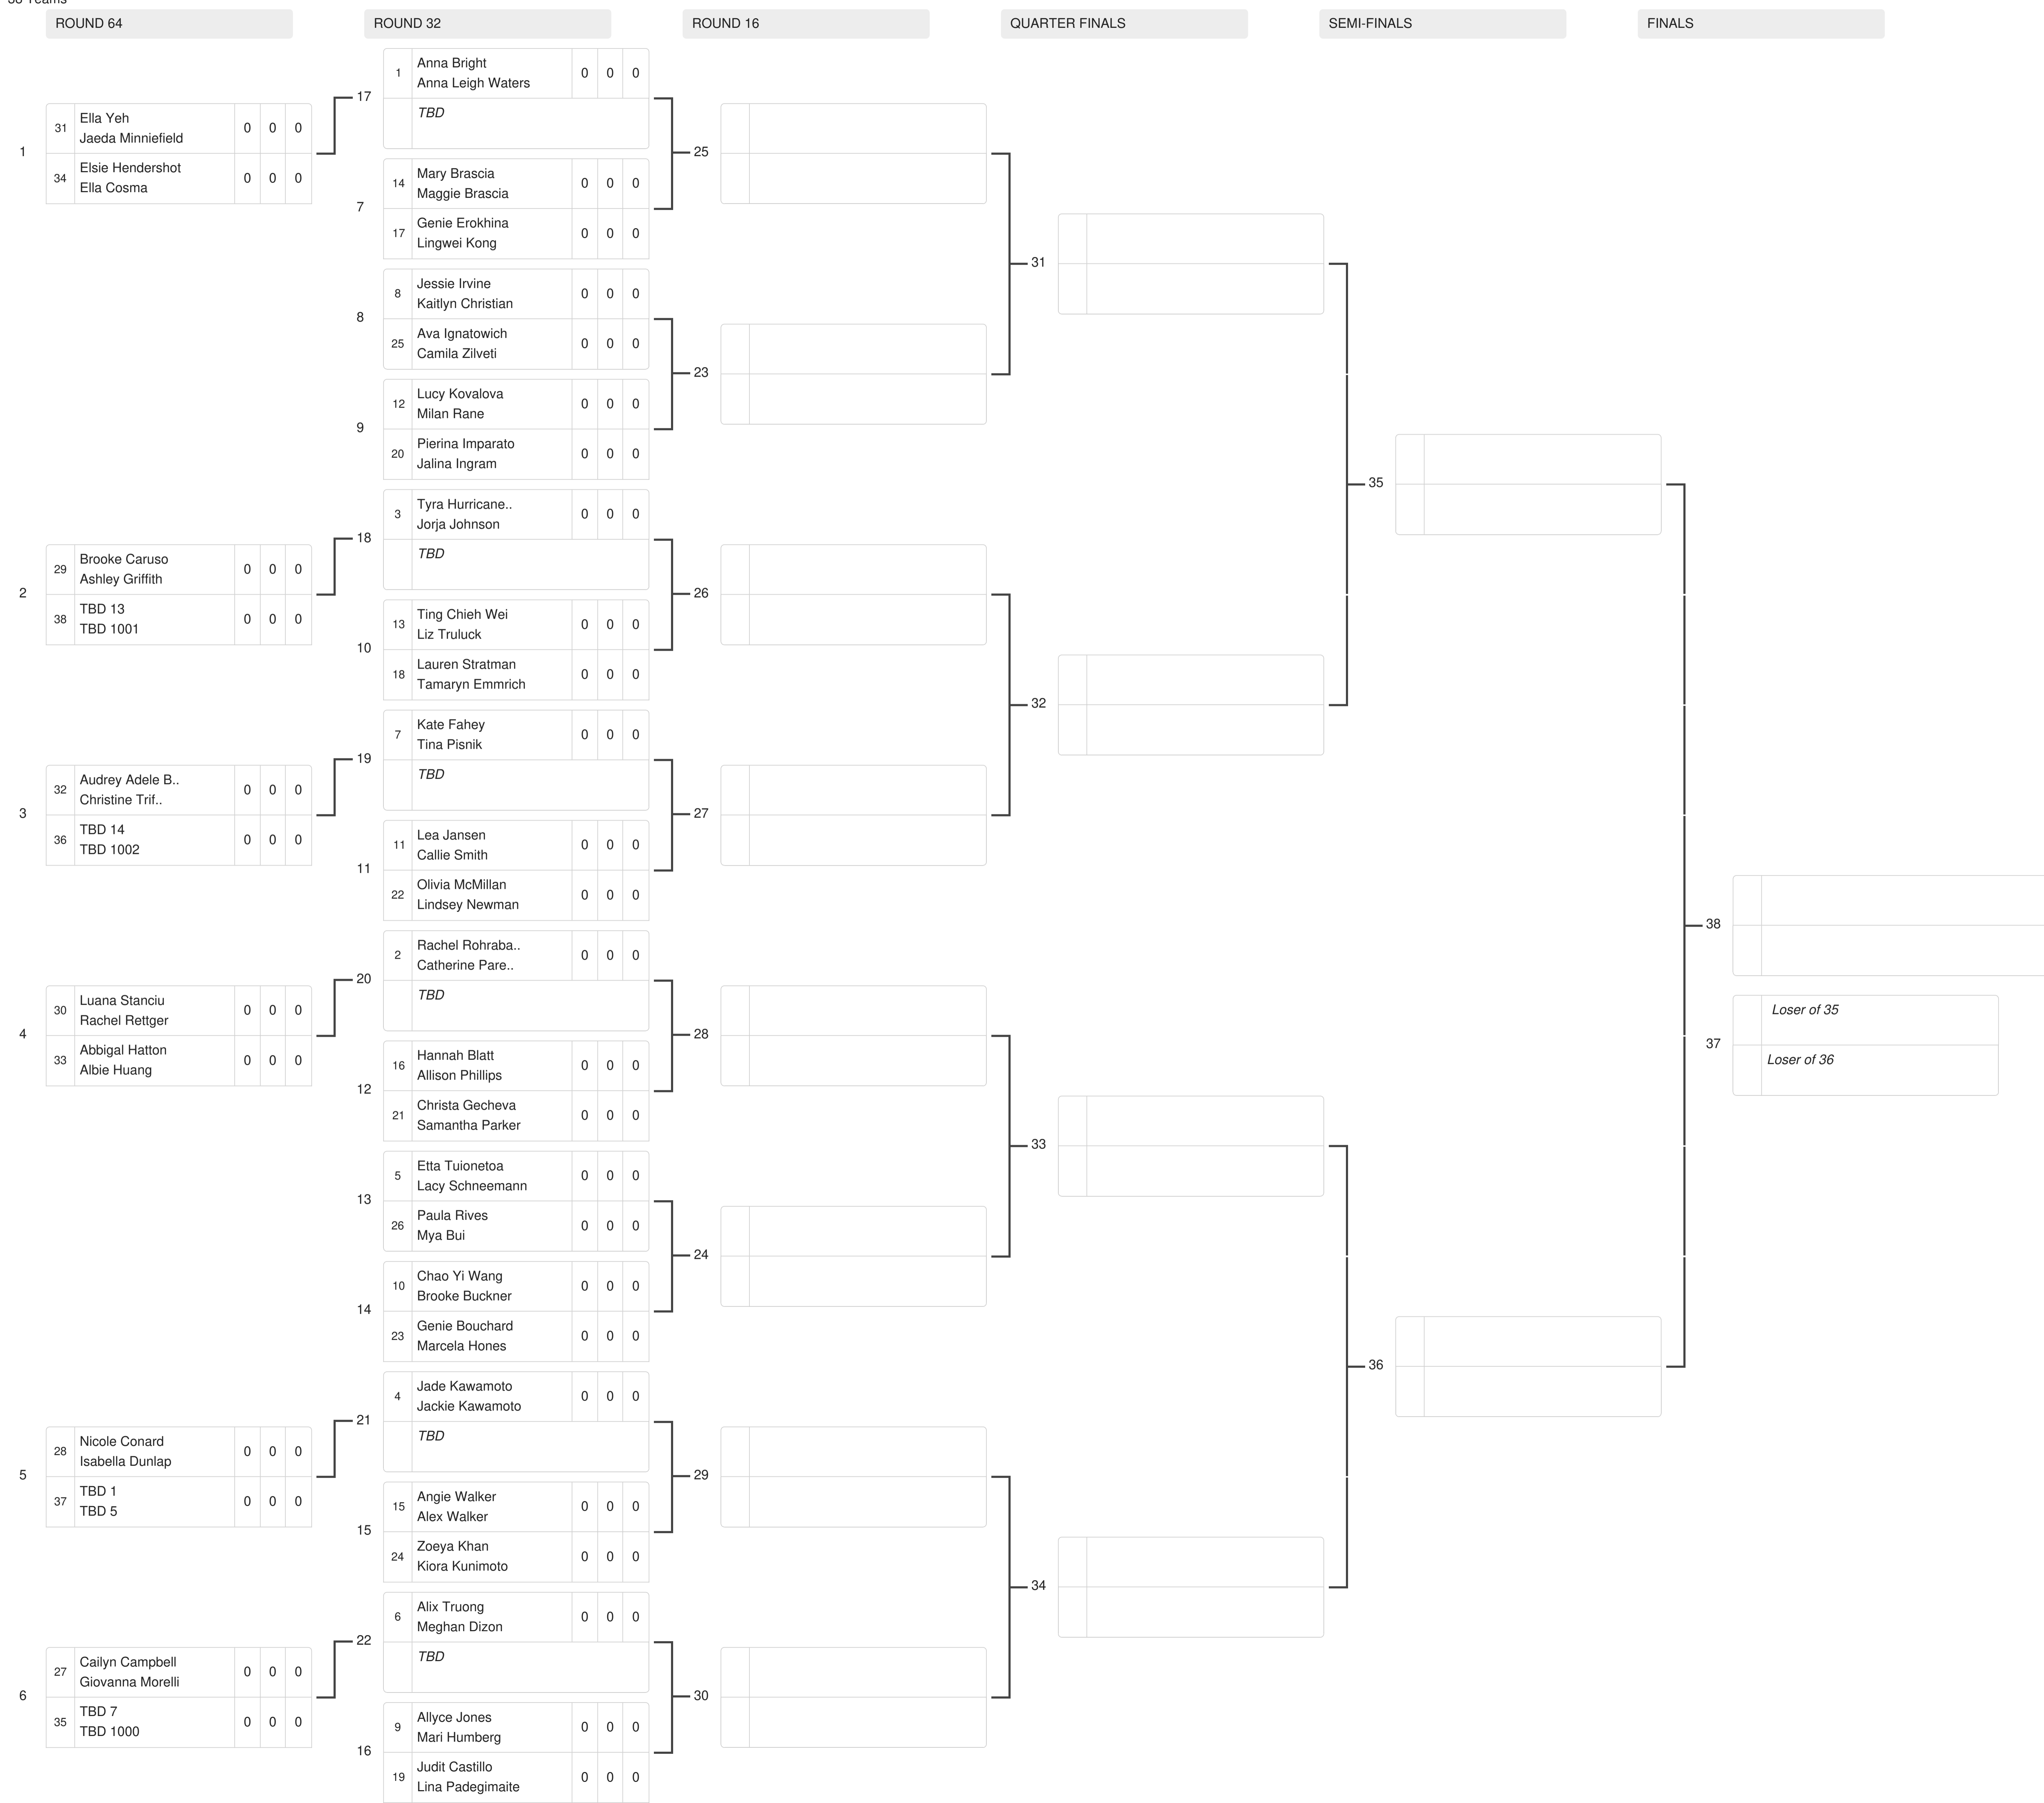 ROUND 64
ROUND 32
ROUND 16
QUARTER FINALS
SEMI-FINALS
FINALS
1
31 Ella Yeh 0 0 0
Jaeda Minniefield
34 Elsie Hendershot 0 0 0
Ella Cosma
2
29 Brooke Caruso 0 0 0
Ashley Griffith
38 TBD 13 0 0 0
TBD 1001
3
32 Audrey Adele B.. 0 0 0
Christine Trif..
36 TBD 14 0 0 0
TBD 1002
4
30 Luana Stanciu 0 0 0
Rachel Rettger
33 Abbigal Hatton 0 0 0
Albie Huang
5
28 Nicole Conard 0 0 0
Isabella Dunlap
37 TBD 1 0 0 0
TBD 5
6
27 Cailyn Campbell 0 0 0
Giovanna Morelli
35 TBD 7 0 0 0
TBD 1000
17
1 Anna Bright 0 0 0
Anna Leigh Waters
TBD
7
14 Mary Brascia 0 0 0
Maggie Brascia
17 Genie Erokhina 0 0 0
Lingwei Kong
8
8 Jessie Irvine 0 0 0
Kaitlyn Christian
25 Ava Ignatowich 0 0 0
Camila Zilveti
9
12 Lucy Kovalova 0 0 0
Milan Rane
20 Pierina Imparato 0 0 0
Jalina Ingram
18
3 Tyra Hurricane.. 0 0 0
Jorja Johnson
TBD
10
13 Ting Chieh Wei 0 0 0
Liz Truluck
18 Lauren Stratman 0 0 0
Tamaryn Emmrich
19
7 Kate Fahey 0 0 0
Tina Pisnik
TBD
11
11 Lea Jansen 0 0 0
Callie Smith
22 Olivia McMillan 0 0 0
Lindsey Newman
20
2 Rachel Rohraba.. 0 0 0
Catherine Pare..
TBD
12
16 Hannah Blatt 0 0 0
Allison Phillips
21 Christa Gecheva 0 0 0
Samantha Parker
13
5 Etta Tuionetoa 0 0 0
Lacy Schneemann
26 Paula Rives 0 0 0
Mya Bui
14
10 Chao Yi Wang 0 0 0
Brooke Buckner
23 Genie Bouchard 0 0 0
Marcela Hones
21
4 Jade Kawamoto 0 0 0
Jackie Kawamoto
TBD
15
15 Angie Walker 0 0 0
Alex Walker
24 Zoeya Khan 0 0 0
Kiora Kunimoto
22
6 Alix Truong 0 0 0
Meghan Dizon
TBD
16
9 Allyce Jones 0 0 0
Mari Humberg
19 Judit Castillo 0 0 0
Lina Padegimaite
25
23
26
27
28
24
29
30
31
32
33
34
35
36
38
37
Loser of 35
Loser of 36